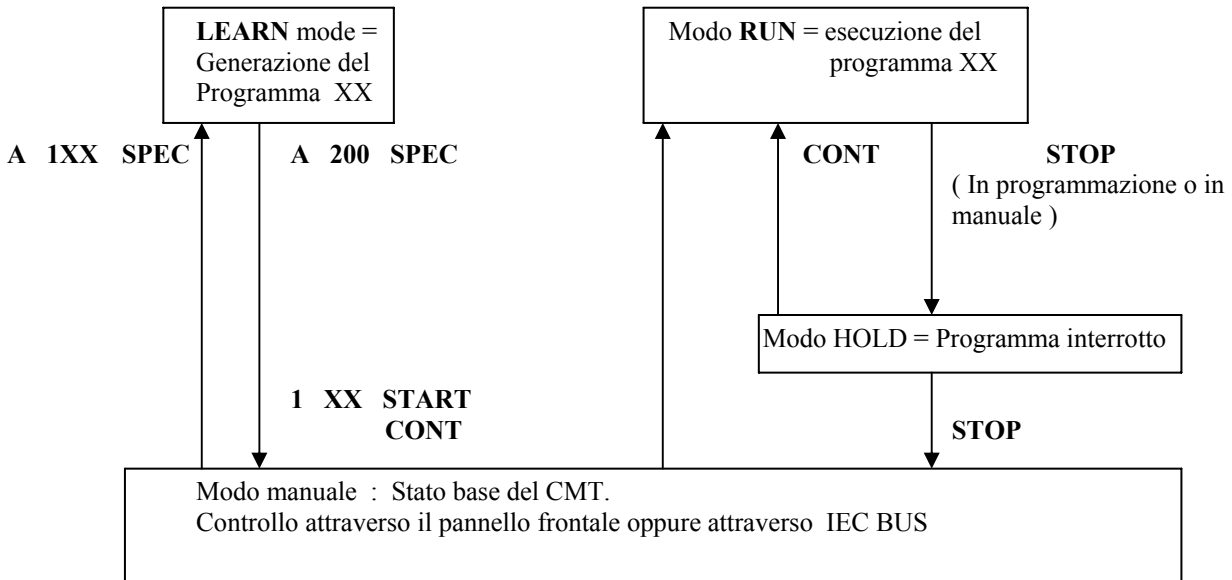 LEARN mode =
Generazione del
Programma XX
Modo RUN = esecuzione del
programma XX
A 1XX SPEC
A 200 SPEC
CONT
STOP
( In programmazione o in
manuale )
Modo HOLD = Programma interrotto
1 XX START
CONT
STOP
Modo manuale : Stato base del CMT.
Controllo attraverso il pannello frontale oppure attraverso IEC BUS